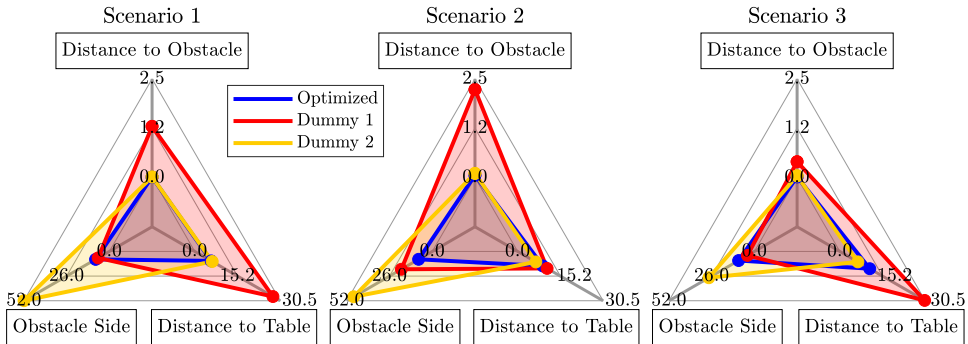 Scenario 1
Scenario 2
Scenario 3
Distance to Obstacle
Distance to Obstacle
Distance to Obstacle
2.5
2.5
2.5
Optimized
Dummy 1
Dummy 2
1.2
1.2
1.2
0.0
0.0
0.0
0.0
0.0
0.0
0.0
0.0
0.0
26.0
15.2
26.0
15.2
26.0
15.2
52.0
30.5
52.0
30.5
52.0
30.5
Obstacle Side
Distance to Table
Obstacle Side
Distance to Table
Obstacle Side
Distance to Table